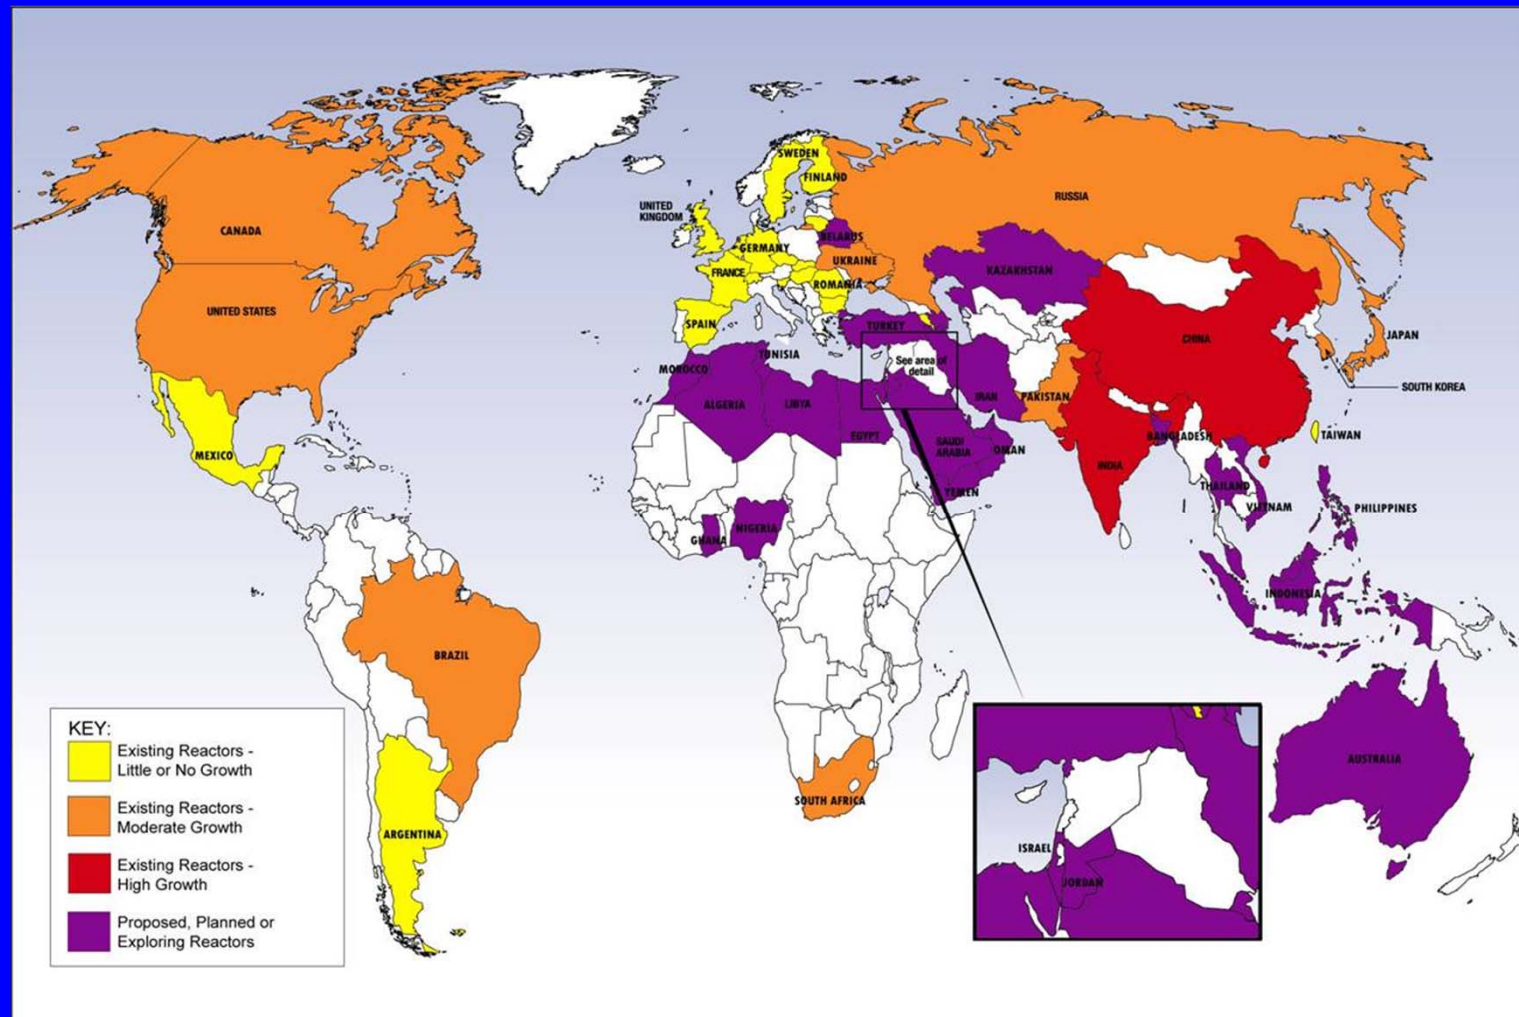 SWEDEN
FINLAND
UNITED
KINGDOM
RUSSIA
CANADA
BELARUS
GERMANY
UKRAINE
FRANCE
KAZAKHSTAN
ROMANIA
UNITED STATES
SPAIN
TURKEY
CHINA
JAPAN
TUNISIA
See area of
detail
MOROCCO
SOUTH KOREA
IRAN
PAKISTAN
ALGERIA
LIBYA
EGYPT
BANGLADESH
TAIWAN
SAUDI
ARABIA
OMAN
MEXICO
INDIA
THAILAND
YEMEN
VIETNAM
PHILIPPINES
NIGERIA
GHANA
INDONESIA
BRAZIL
AUSTRALIA
SOUTH AFRICA
ARGENTINA
ISRAEL
JORDAN
KEY:
Existing Reactors -
Little or No Growth
Existing Reactors -
Moderate Growth
Existing Reactors -
High Growth
Proposed, Planned or
Exploring Reactors